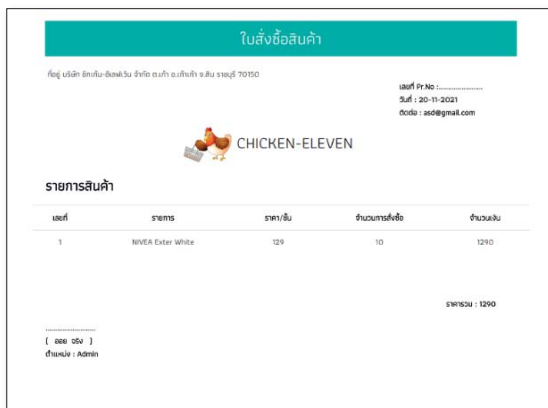 ใบสั่งซื้อสินค้า
ที่อยู่ บริษัท ชิกเก้น-อีเลฟเว่น จำกัด ต.เก้า อ.เก้าเก้า จ.สิบ ราชบุรี 70150
เลขที่ Pr.No :......................
วันที่ : 20-11-2021
ติดต่อ : asd@gmail.com
CHICKEN-ELEVEN
รายการสินค้า
เลขที่ รายการ ราคา/ชิ้น จำนวนการสั่งซื้อ จำนวนเงิน
1 NIVEA Exter White 129 10 1290
ราคารวม : 1290
.........................
( ออย จริง )
ตำแหน่ง : Admin